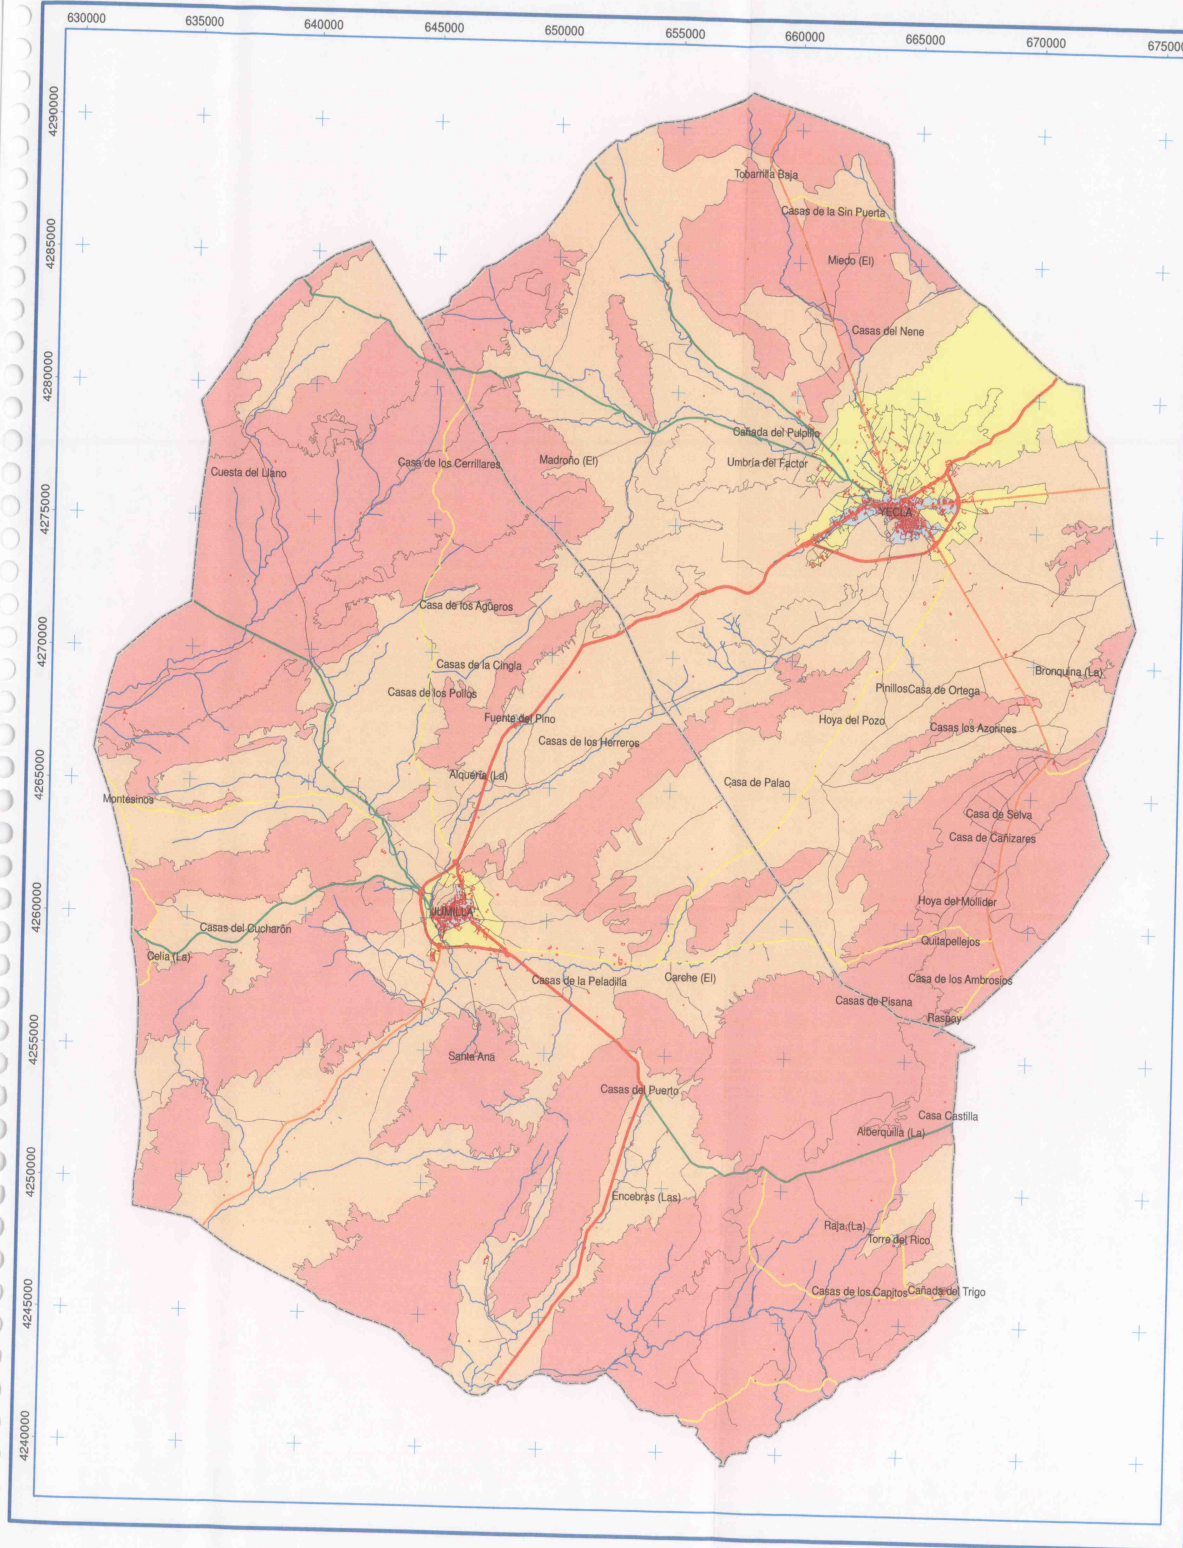 630000
635000
640000
645000
650000
655000
660000
665000
670000
675000
4290000
4285000
4280000
4275000
4270000
4265000
4260000
4255000
4250000
4245000
4240000
Tobarrilla Baja
Casas de la Sin Puerta
Miedo (El)
Casas del Nene
Cañada del Pulpillo
Umbría del Factor
Madroño (El)
Casa de los Cerrillares
Cuesta del Llano
YECLA
Casa de los Agüeros
Casas de la Cingla
Casas de los Pollos
Bronquina (La)
Pinillos
Casa de Ortega
Fuente del Pino
Hoya del Pozo
Casas los Azorines
Casas de los Herreros
Alquería (La)
Casa de Palao
Montesinos
Casa de Selva
Casa de Cañizares
Hoya del Mollider
JUMILLA
Casas del Cucharón
Quitapellejos
Celia (La)
Casas de la Peladilla
Carche (El)
Casa de los Ambrosios
Casas de Pisana
Raspay
Santa Ana
Casas del Puerto
Casa Castilla
Alberquilla (La)
Encebras (Las)
Raja (La)
Torre del Rico
Casas de los Capitos
Cañada del Trigo